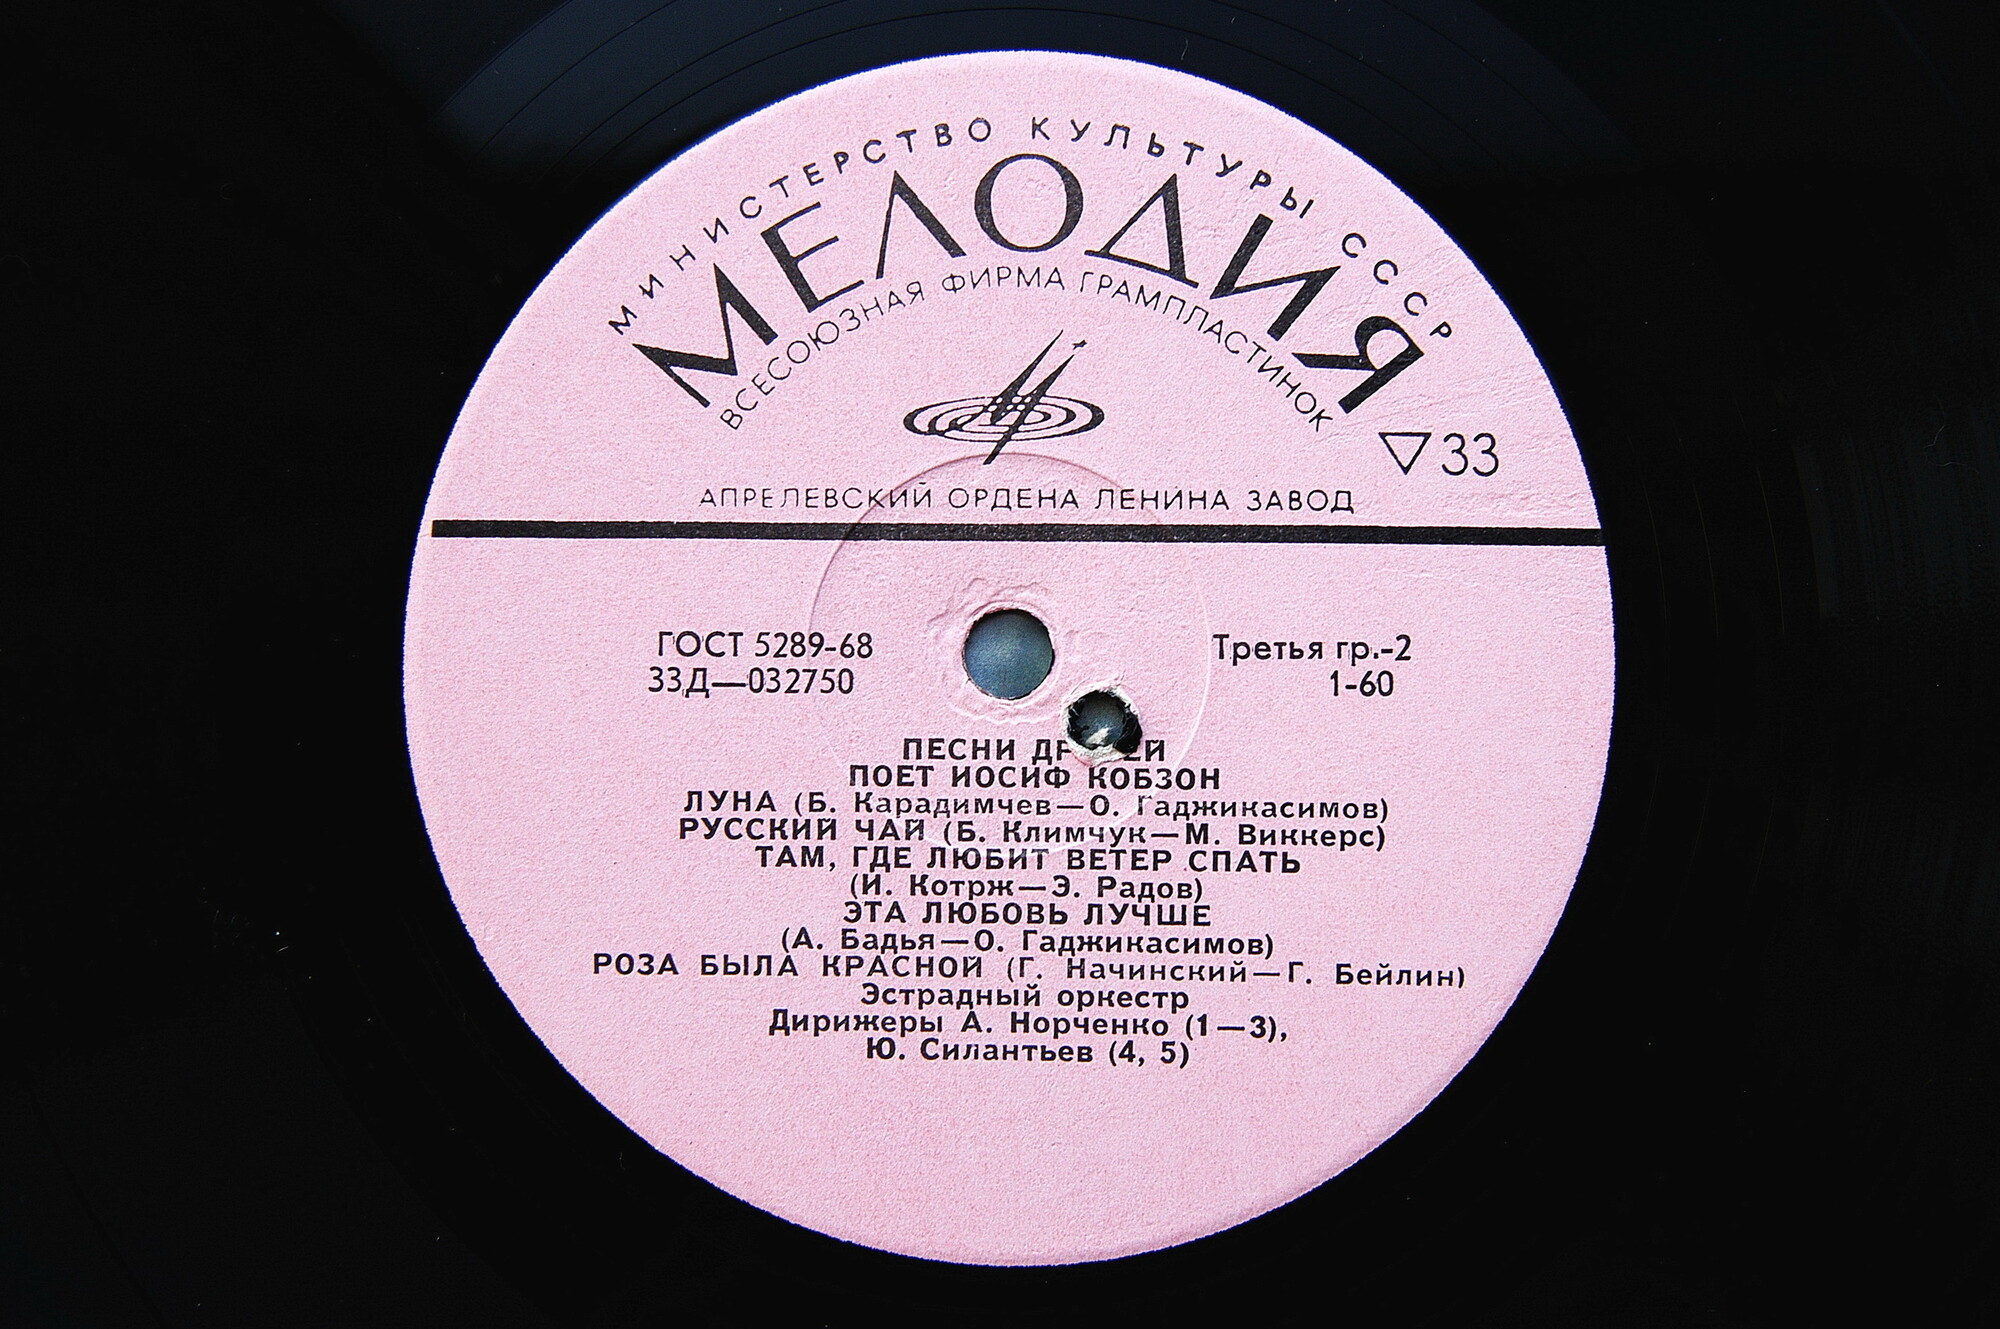 МИНИСТЕРСТВО КУЛЬТУРЫ СССР
МЕЛОДИЯ
ВСЕСОЮЗНАЯ ФИРМА ГРАМПЛАСТИНОК
▽33
АПРЕЛЕВСКИЙ ОРДЕНА ЛЕНИНА ЗАВОД
ГОСТ 5289-68
Третья гр.-2
33Д—032750
1-60
ПЕСНИ
ПОЕТ ИОСИФ КОБЗОН
ЛУНА (Б. Карадимчев—О. Гаджикасимов)
РУССКИЙ ЧАЙ (Б. Климчук—М. Виккерс)
ТАМ, ГДЕ ЛЮБИТ ВЕТЕР СПАТЬ
(И. Котрж—Э. Радов)
ЭТА ЛЮБОВЬ ЛУЧШЕ
(А. Бадья—О. Гаджикасимов)
РОЗА БЫЛА КРАСНОЙ (Г. Начинский—Г. Бейлин)
Эстрадный оркестр
Дирижеры А. Норченко (1—3),
Ю. Силантьев (4, 5)